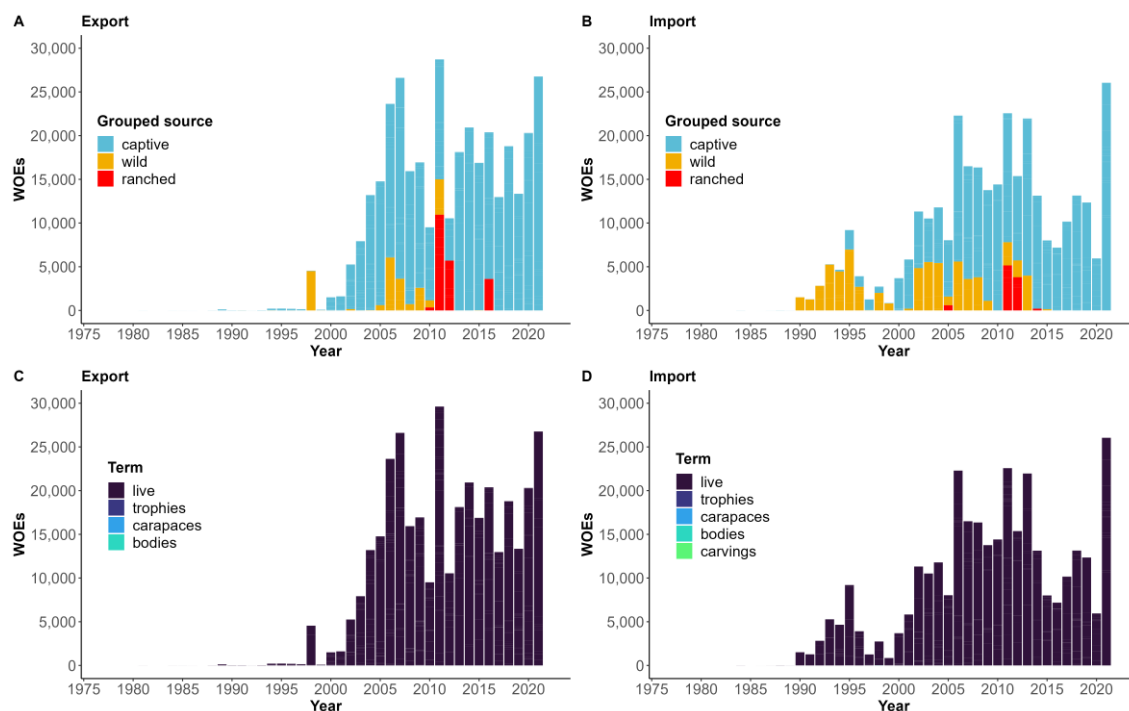 A Export
30,000
25,000
20,000
15,000
10,000
5,000
0
WOEs
Grouped source
captive
wild
ranched
1975 1980 1985 1990 1995 2000 2005 2010 2015 2020
Year
B Import
30,000
25,000
20,000
15,000
10,000
5,000
0
WOEs
Grouped source
captive
wild
ranched
1975 1980 1985 1990 1995 2000 2005 2010 2015 2020
Year
C Export
30,000
25,000
20,000
15,000
10,000
5,000
0
WOEs
Term
live
trophies
carapaces
bodies
1975 1980 1985 1990 1995 2000 2005 2010 2015 2020
Year
D Import
30,000
25,000
20,000
15,000
10,000
5,000
0
WOEs
Term
live
trophies
carapaces
bodies
carvings
1975 1980 1985 1990 1995 2000 2005 2010 2015 2020
Year